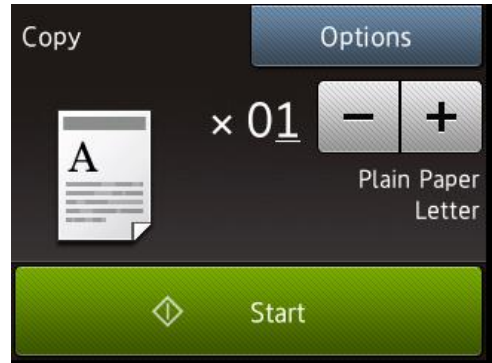 Copy
Options
A
× 01
− +
Plain Paper
Letter
Start